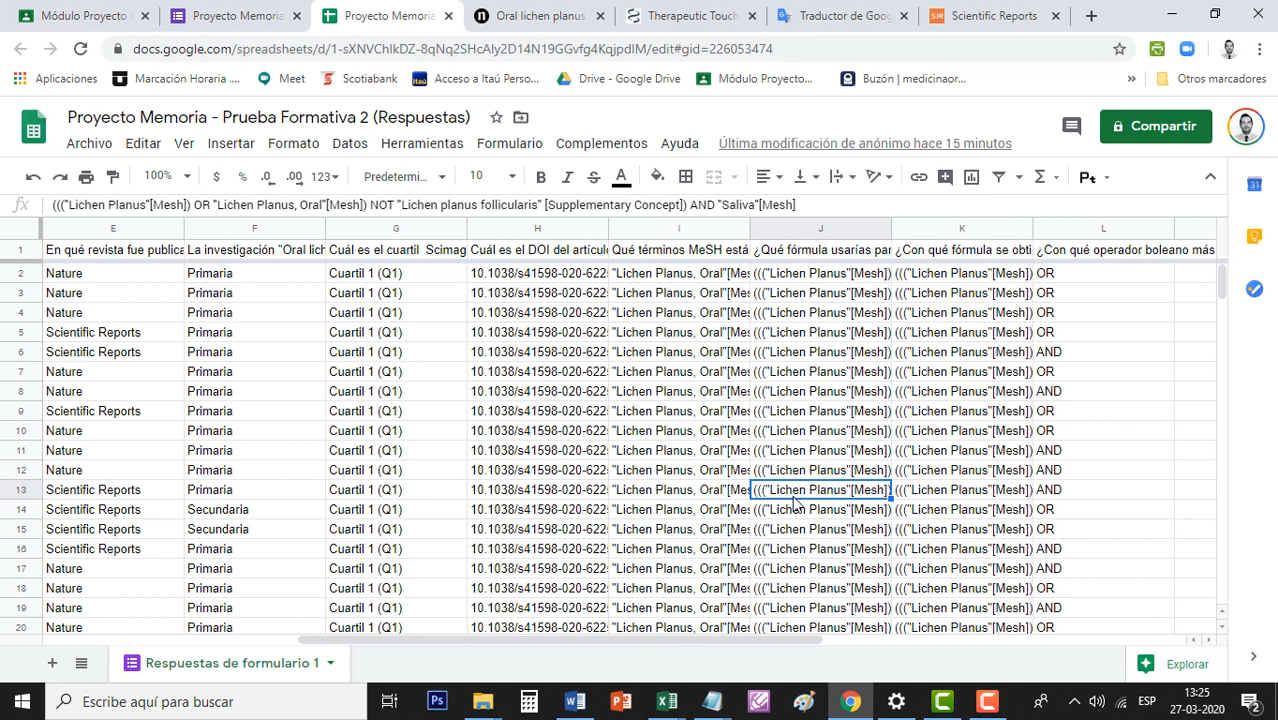 Módulo Proyecto
Proyecto Memoria
Proyecto Memoria
Oral lichen planus
Therapeutic Touch
Traductor de Goo
Scientific Reports
docs.google.com/spreadsheets/d/1-sXNVChIkDZ-8qNq2SHcAIy2D14N19GGvfg4KqjpdIM/edit#gid=226053474
Aplicaciones
Marcación Horaria ....
Meet
Scotiabank
Acceso a Itaú Perso...
Drive - Google Drive
Módulo Proyecto...
Buzón | medicinaor...
»
Otros marcadores
Proyecto Memoria - Prueba Formativa 2 (Respuestas)
Compartir
Archivo Editar Ver Insertar Formato Datos Herramientas Formulario Complementos Ayuda Última modificación de anónimo hace 15 minutos
100% $ % .0 .00 123 Predetermi... 10 B I S A Σ Pt
fx ((("Lichen Planus"[Mesh]) OR "Lichen Planus, Oral"[Mesh]) NOT "Lichen planus follicularis" [Supplementary Concept]) AND "Saliva"[Mesh]
E F G H I J K L
1 En qué revista fue publica La investigación "Oral lich Cuál es el cuartil Scimag Cuál es el DOI del artículo Qué términos MeSH está ¿Qué fórmula usarías par ¿Con qué fórmula se obti ¿Con qué operador boleano más
2 Nature Primaria Cuartil 1 (Q1) 10.1038/s41598-020-622 "Lichen Planus, Oral"[Mes ((("Lichen Planus"[Mesh]) ((("Lichen Planus"[Mesh]) OR
3 Nature Primaria Cuartil 1 (Q1) 10.1038/s41598-020-622 "Lichen Planus, Oral"[Mes ((("Lichen Planus"[Mesh]) ((("Lichen Planus"[Mesh]) OR
4 Nature Primaria Cuartil 1 (Q1) 10.1038/s41598-020-622 "Lichen Planus, Oral"[Mes ((("Lichen Planus"[Mesh]) ((("Lichen Planus"[Mesh]) OR
5 Scientific Reports Primaria Cuartil 1 (Q1) 10.1038/s41598-020-622 "Lichen Planus, Oral"[Mes ((("Lichen Planus"[Mesh]) ((("Lichen Planus"[Mesh]) OR
6 Scientific Reports Primaria Cuartil 1 (Q1) 10.1038/s41598-020-622 "Lichen Planus, Oral"[Mes ((("Lichen Planus"[Mesh]) ((("Lichen Planus"[Mesh]) AND
7 Nature Primaria Cuartil 1 (Q1) 10.1038/s41598-020-622 "Lichen Planus, Oral"[Mes ((("Lichen Planus"[Mesh]) ((("Lichen Planus"[Mesh]) OR
8 Nature Primaria Cuartil 1 (Q1) 10.1038/s41598-020-622 "Lichen Planus, Oral"[Mes ((("Lichen Planus"[Mesh]) ((("Lichen Planus"[Mesh]) AND
9 Scientific Reports Primaria Cuartil 1 (Q1) 10.1038/s41598-020-622 "Lichen Planus, Oral"[Mes ((("Lichen Planus"[Mesh]) ((("Lichen Planus"[Mesh]) OR
10 Nature Primaria Cuartil 1 (Q1) 10.1038/s41598-020-622 "Lichen Planus, Oral"[Mes ((("Lichen Planus"[Mesh]) ((("Lichen Planus"[Mesh]) OR
11 Nature Primaria Cuartil 1 (Q1) 10.1038/s41598-020-622 "Lichen Planus, Oral"[Mes ((("Lichen Planus"[Mesh]) ((("Lichen Planus"[Mesh]) AND
12 Nature Primaria Cuartil 1 (Q1) 10.1038/s41598-020-622 "Lichen Planus, Oral"[Mes ((("Lichen Planus"[Mesh]) ((("Lichen Planus"[Mesh]) AND
13 Scientific Reports Primaria Cuartil 1 (Q1) 10.1038/s41598-020-622 "Lichen Planus, Oral"[Mes ((("Lichen Planus"[Mesh]) ((("Lichen Planus"[Mesh]) AND
14 Scientific Reports Secundaria Cuartil 1 (Q1) 10.1038/s41598-020-622 "Lichen Planus, Oral"[Mes ((("Lichen Planus"[Mesh]) ((("Lichen Planus"[Mesh]) OR
15 Scientific Reports Secundaria Cuartil 1 (Q1) 10.1038/s41598-020-622 "Lichen Planus, Oral"[Mes ((("Lichen Planus"[Mesh]) ((("Lichen Planus"[Mesh]) OR
16 Scientific Reports Primaria Cuartil 1 (Q1) 10.1038/s41598-020-622 "Lichen Planus, Oral"[Mes ((("Lichen Planus"[Mesh]) ((("Lichen Planus"[Mesh]) AND
17 Nature Primaria Cuartil 1 (Q1) 10.1038/s41598-020-622 "Lichen Planus, Oral"[Mes ((("Lichen Planus"[Mesh]) ((("Lichen Planus"[Mesh]) AND
18 Nature Primaria Cuartil 1 (Q1) 10.1038/s41598-020-622 "Lichen Planus, Oral"[Mes ((("Lichen Planus"[Mesh]) ((("Lichen Planus"[Mesh]) OR
19 Nature Primaria Cuartil 1 (Q1) 10.1038/s41598-020-622 "Lichen Planus, Oral"[Mes ((("Lichen Planus"[Mesh]) ((("Lichen Planus"[Mesh]) AND
20 Nature Primaria Cuartil 1 (Q1) 10.1038/s41598-020-622 "Lichen Planus, Oral"[Mes ((("Lichen Planus"[Mesh]) ((("Lichen Planus"[Mesh]) OR
Respuestas de formulario 1
Explorar
Escribe aquí para buscar
ESP
13:25
27-03-2020
2